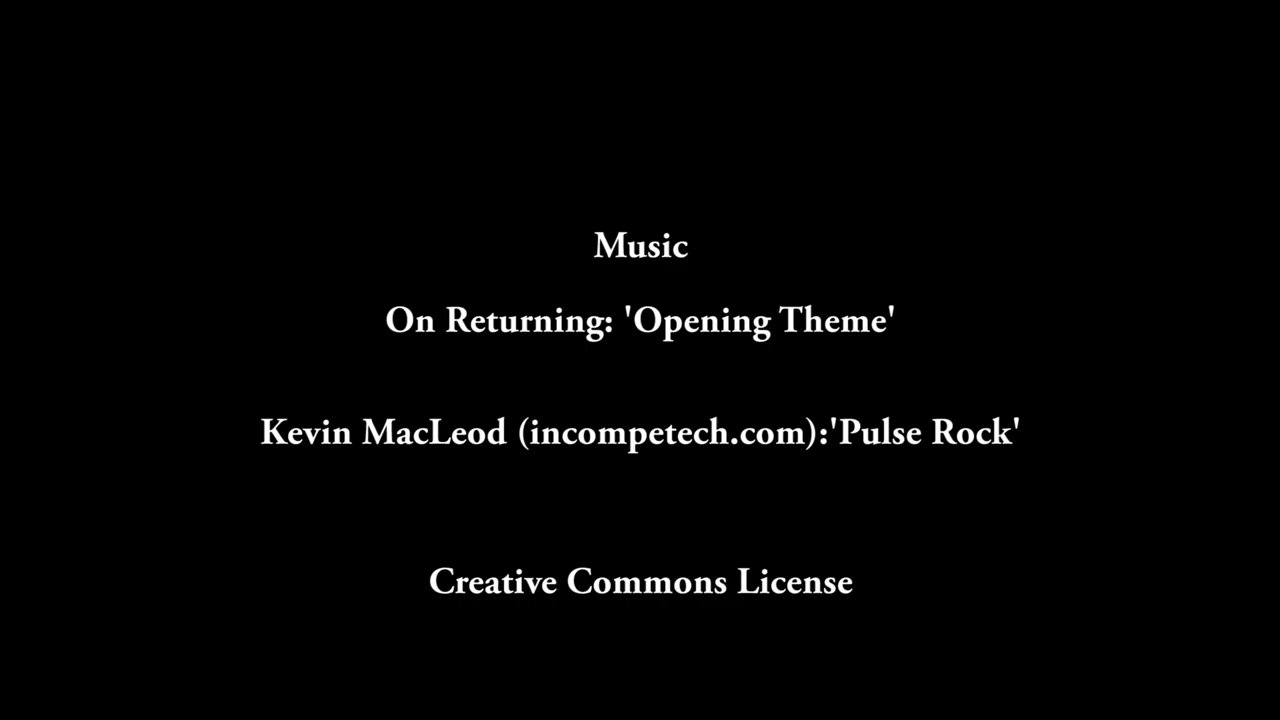 Music
On Returning: 'Opening Theme'
Kevin MacLeod (incompetech.com):'Pulse Rock'
Creative Commons License